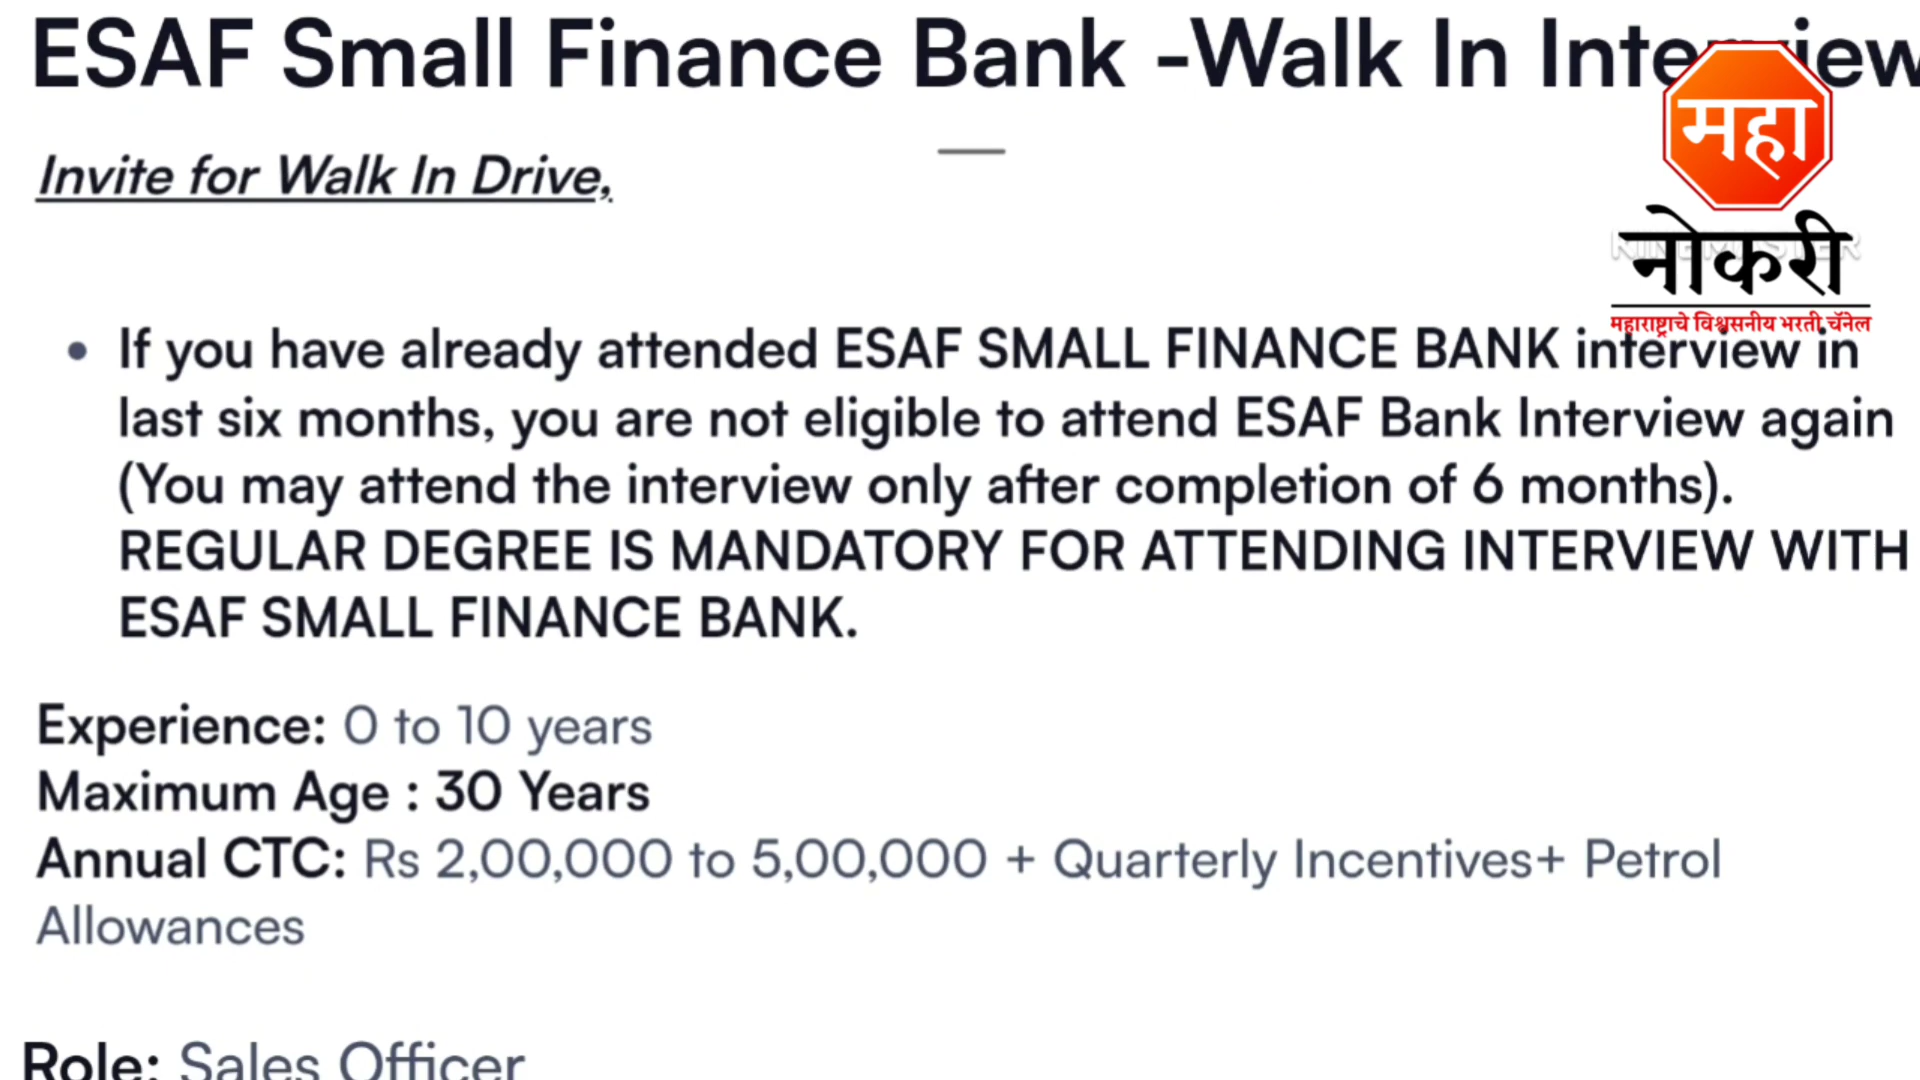 ESAF Small Finance Bank -Walk In Interview
Invite for Walk In Drive,
महा
नोकरी
महाराष्ट्राचे विश्वसनीय भरती चॅनेल
• If you have already attended ESAF SMALL FINANCE BANK interview in
last six months, you are not eligible to attend ESAF Bank Interview again
(You may attend the interview only after completion of 6 months).
REGULAR DEGREE IS MANDATORY FOR ATTENDING INTERVIEW WITH
ESAF SMALL FINANCE BANK.
Experience: 0 to 10 years
Maximum Age : 30 Years
Annual CTC: Rs 2,00,000 to 5,00,000 + Quarterly Incentives+ Petrol
Allowances
Role: Sales Officer